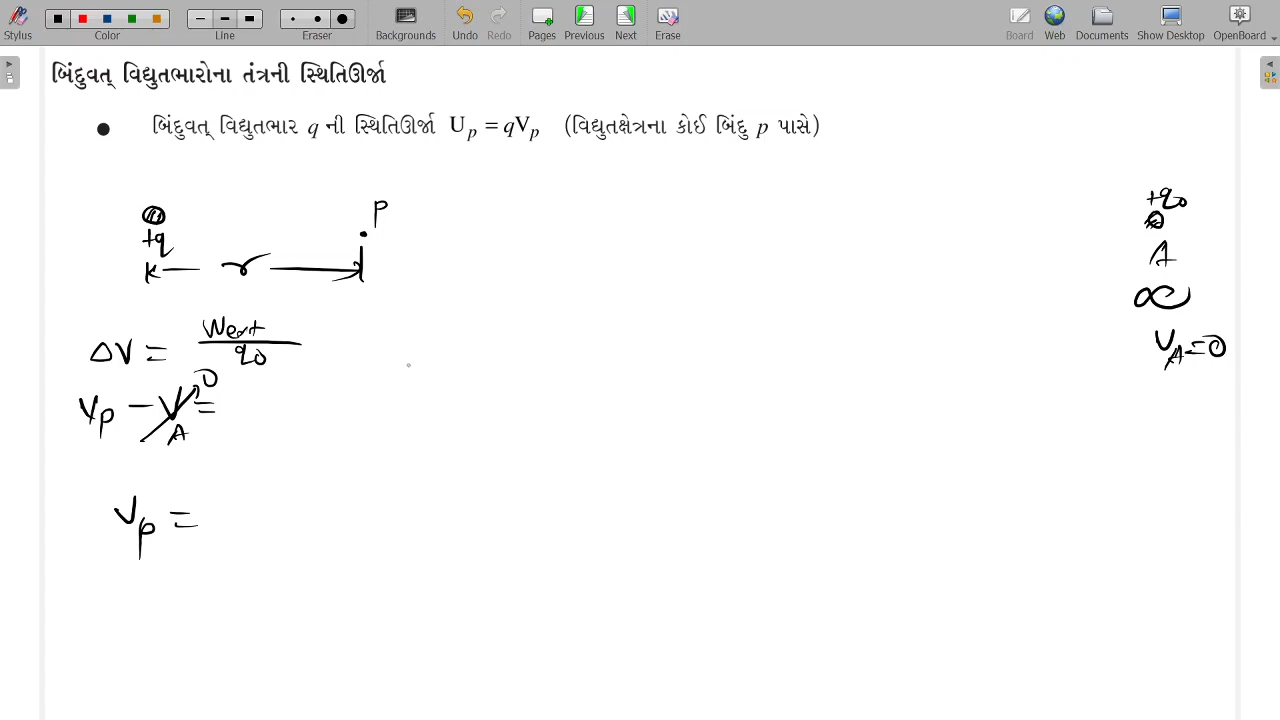 Stylus Color Line Eraser Backgrounds Undo Redo Pages Previous Next Erase Board Web Documents Show Desktop OpenBoard
બિંદુવત્ વિદ્યુતભારોના તંત્રની સ્થિતિઊર્જા
● બિંદુવત્ વિદ્યુતભાર q ની સ્થિતિઊર્જા U_p = qV_p (વિદ્યુતક્ષેત્રના કોઈ બિંદુ p પાસે)
+q0
P
+q
A
r
∞
Wext
ΔV = ―
q0
V_A = 0
0
V_p – V_A =
V_p =